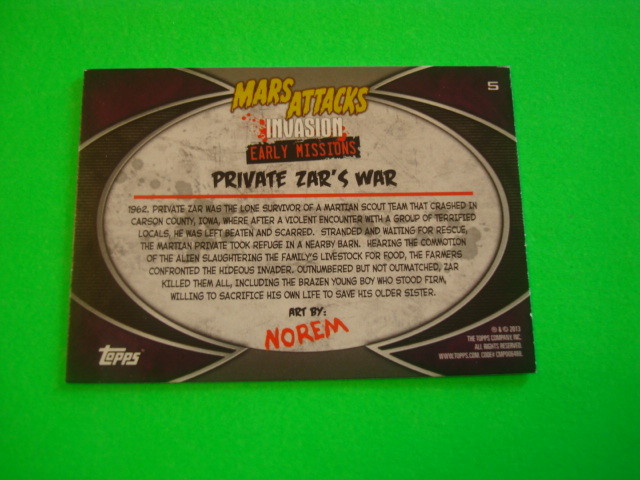 5
MARS ATTACKS
INVASION
EARLY MISSIONS
PRIVATE ZAR'S WAR
1962. PRIVATE ZAR WAS THE LONE SURVIVOR OF A MARTIAN SCOUT TEAM THAT CRASHED IN
CARSON COUNTY, IOWA, WHERE AFTER A VIOLENT ENCOUNTER WITH A GROUP OF TERRIFIED
LOCALS, HE WAS LEFT BEATEN AND SCARRED. STRANDED AND WAITING FOR RESCUE,
THE MARTIAN PRIVATE TOOK REFUGE IN A NEARBY BARN. HEARING THE COMMOTION
OF THE ALIEN SLAUGHTERING THE FAMILY'S LIVESTOCK FOR FOOD, THE FARMERS
CONFRONTED THE HIDEOUS INVADER. OUTNUMBERED BUT NOT OUTMATCHED, ZAR
KILLED THEM ALL, INCLUDING THE BRAZEN YOUNG BOY WHO STOOD FIRM,
WILLING TO SACRIFICE HIS OWN LIFE TO SAVE HIS OLDER SISTER.
ART BY:
NOREM
Topps
® & © 2013
THE TOPPS COMPANY, INC.
ALL RIGHTS RESERVED.
WWW.TOPPS.COM. CODE#